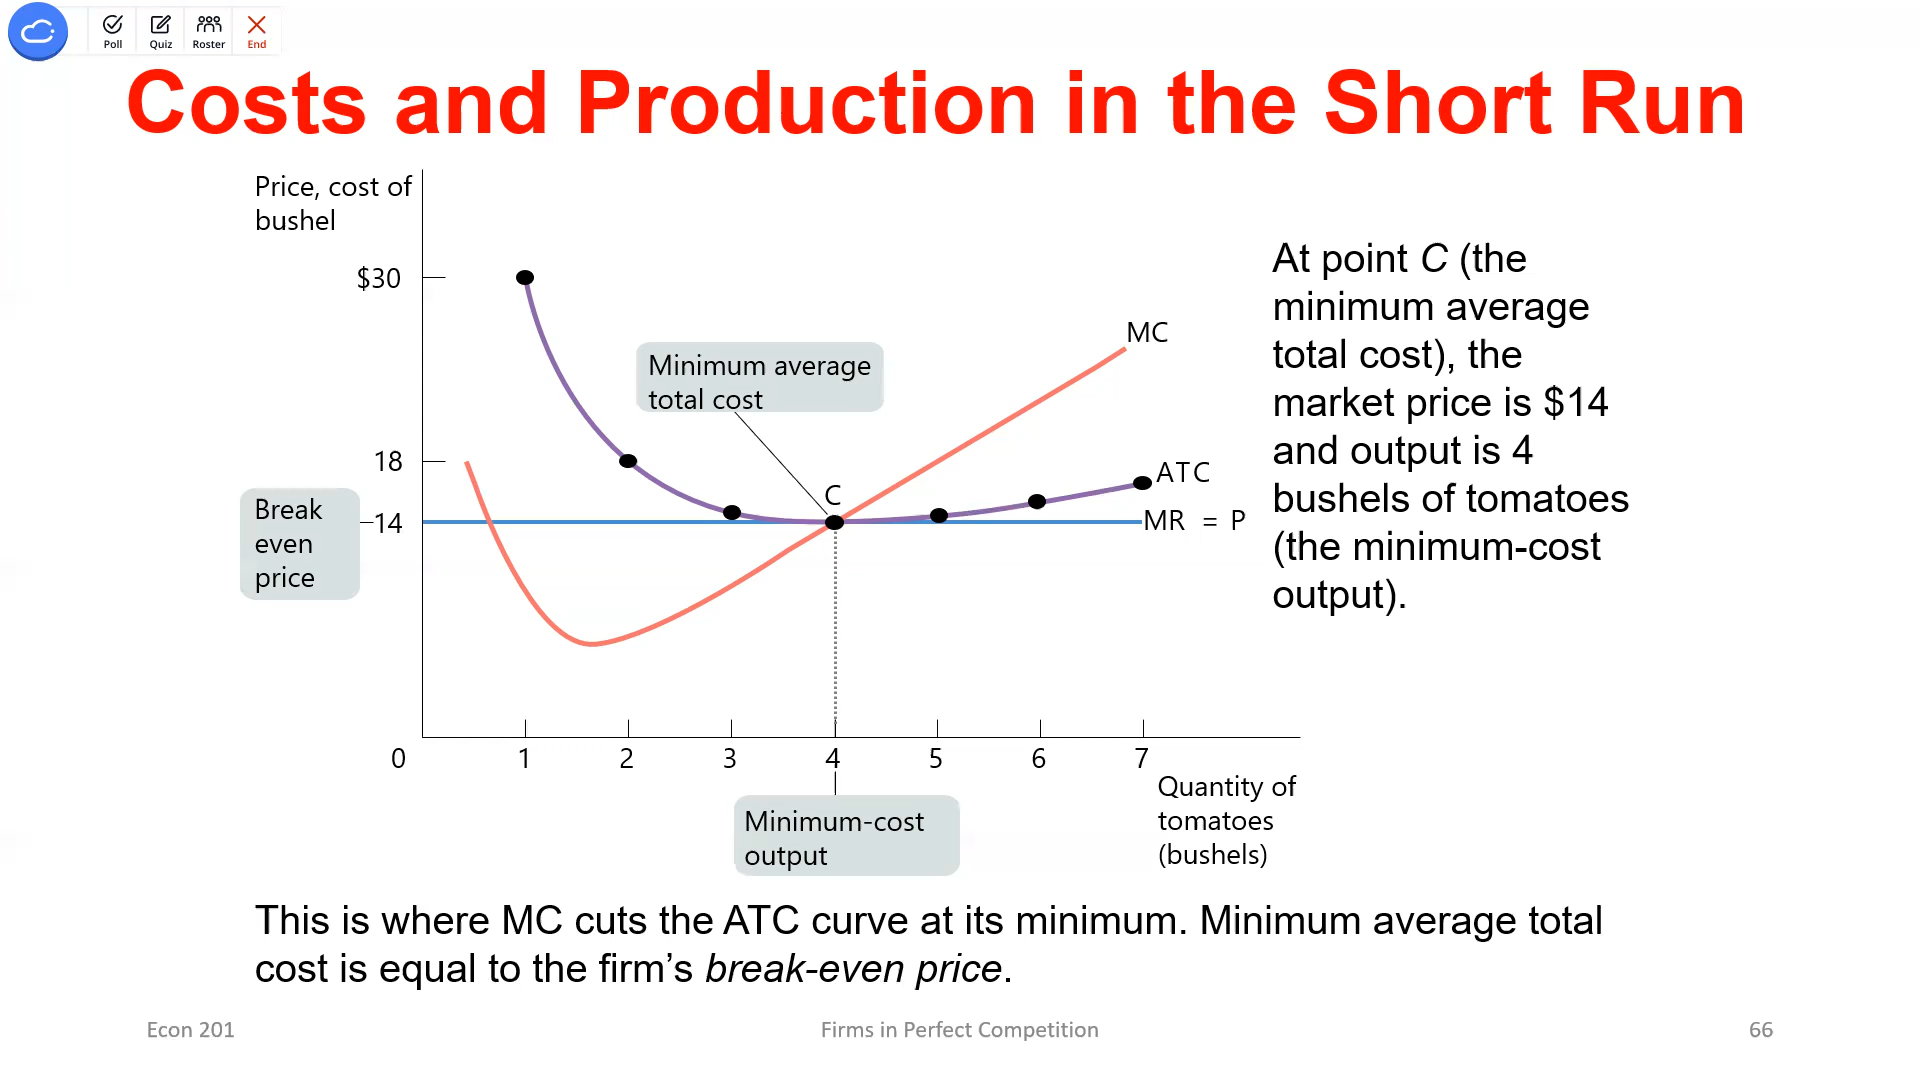 Poll Quiz Roster End
Costs and Production in the Short Run
Price, cost of
bushel
$30
18
14
Break
even
price
Minimum average
total cost
C
MC
ATC
MR = P
0 1 2 3 4 5 6 7
Quantity of
tomatoes
(bushels)
Minimum-cost
output
At point C (the
minimum average
total cost), the
market price is $14
and output is 4
bushels of tomatoes
(the minimum-cost
output).
This is where MC cuts the ATC curve at its minimum. Minimum average total
cost is equal to the firm’s break-even price.
Econ 201
Firms in Perfect Competition
66